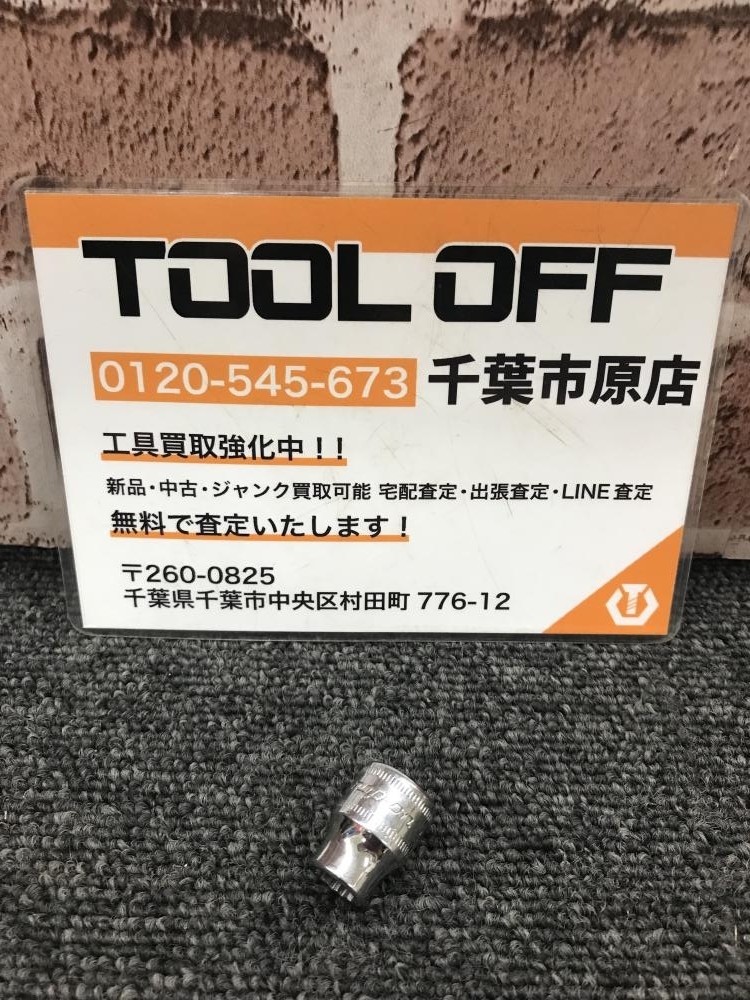 TOOL OFF
0120-545-673 千葉市原店
工具買取強化中！！
新品・中古・ジャンク買取可能 宅配査定・出張査定・LINE査定
無料で査定いたします！
〒260-0825
千葉県千葉市中央区村田町 776-12